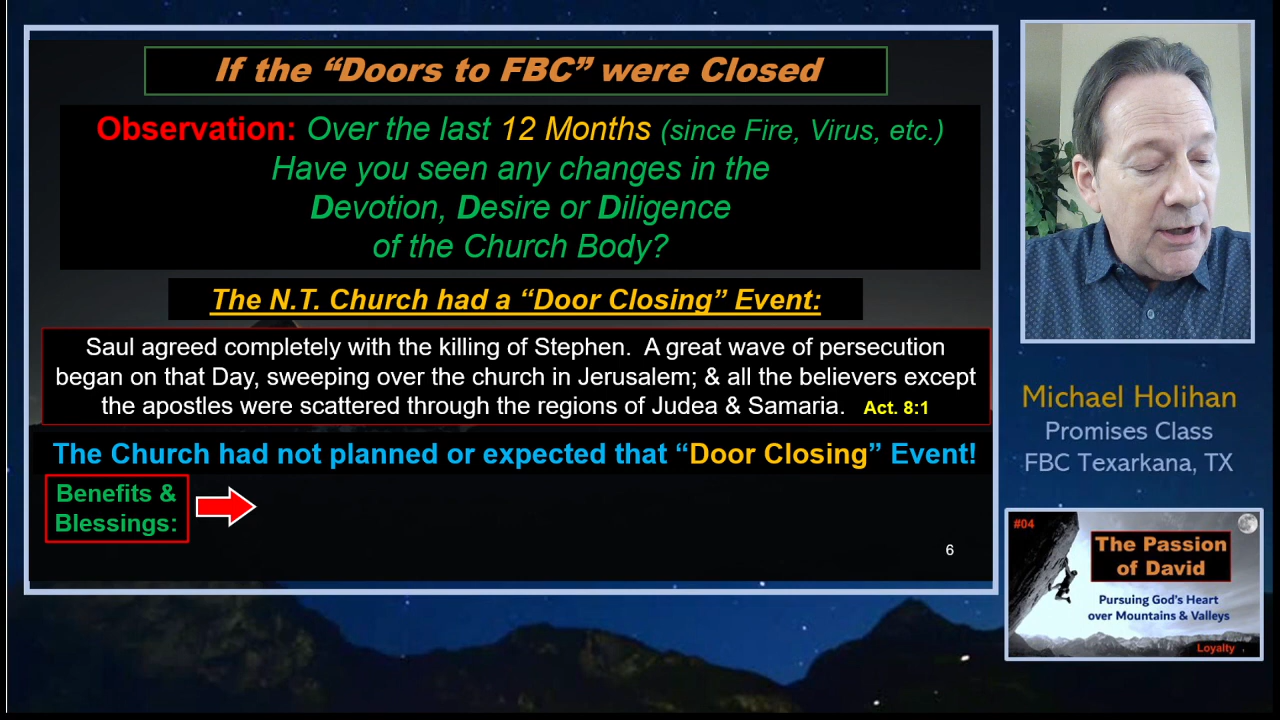 If the “Doors to FBC” were Closed
Observation: Over the last 12 Months (since Fire, Virus, etc.)
Have you seen any changes in the
Devotion, Desire or Diligence
of the Church Body?
The N.T. Church had a “Door Closing” Event:
Saul agreed completely with the killing of Stephen. A great wave of persecution
began on that Day, sweeping over the church in Jerusalem; & all the believers except
the apostles were scattered through the regions of Judea & Samaria. Act. 8:1
The Church had not planned or expected that “Door Closing” Event!
Benefits &
Blessings:
6
Michael Holihan
Promises Class
FBC Texarkana, TX
#04
The Passion
of David
Pursuing God's Heart
over Mountains & Valleys
Loyalty